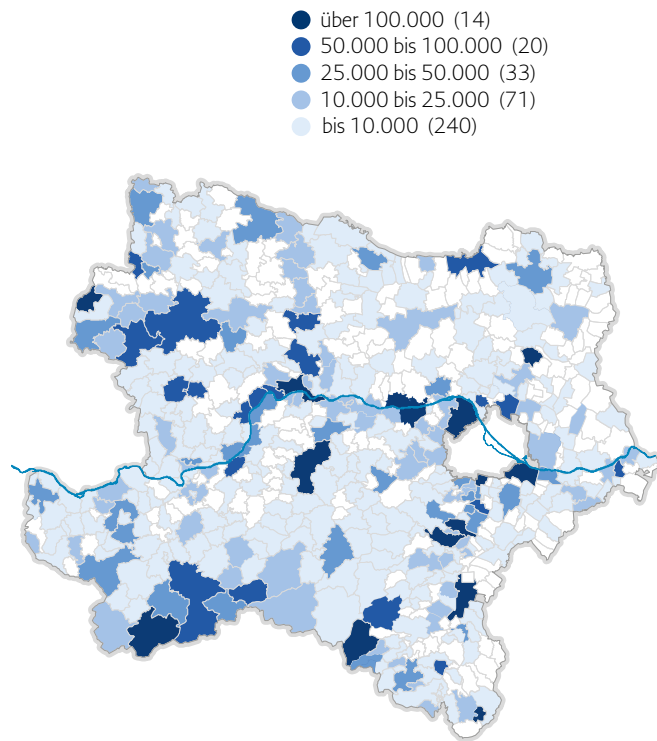 über 100.000 (14)
50.000 bis 100.000 (20)
25.000 bis 50.000 (33)
10.000 bis 25.000 (71)
bis 10.000 (240)